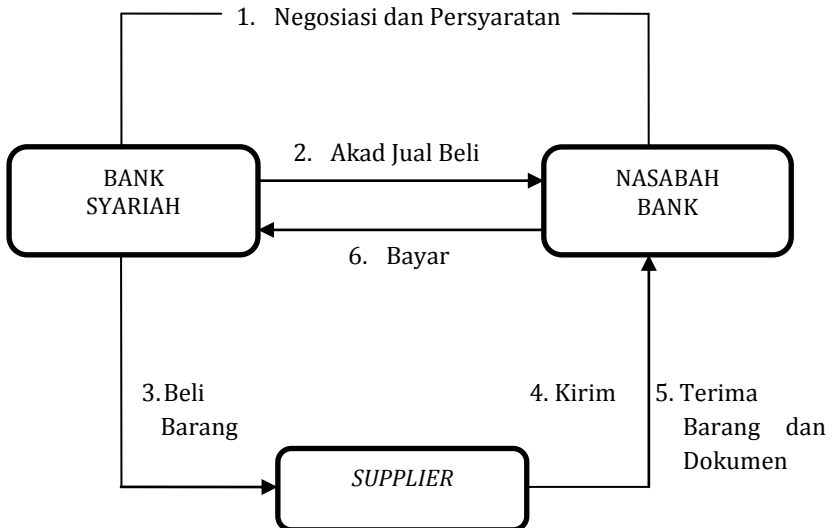 1. Negosiasi dan Persyaratan
2. Akad Jual Beli
BANK
SYARIAH
NASABAH
BANK
6. Bayar
3.Beli
Barang
4. Kirim
5. Terima
Barang dan
Dokumen
SUPPLIER